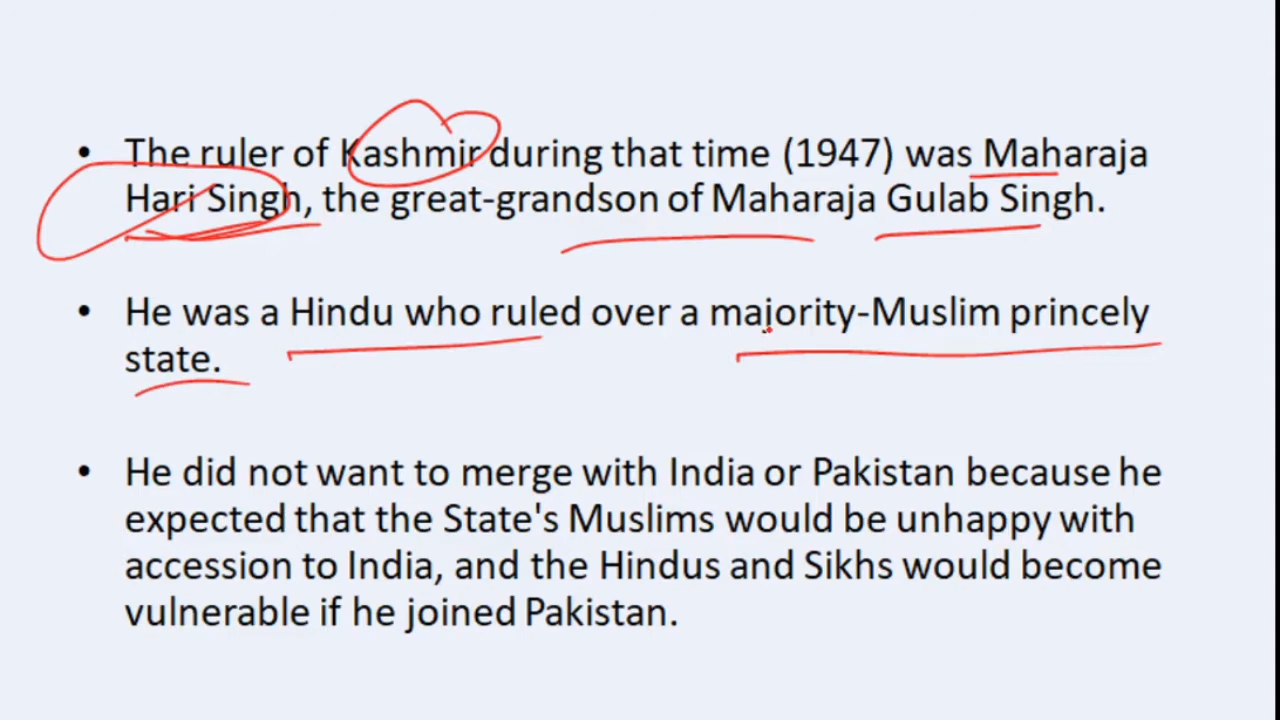 • The ruler of Kashmir during that time (1947) was Maharaja
Hari Singh, the great-grandson of Maharaja Gulab Singh.
• He was a Hindu who ruled over a majority-Muslim princely
state.
• He did not want to merge with India or Pakistan because he
expected that the State's Muslims would be unhappy with
accession to India, and the Hindus and Sikhs would become
vulnerable if he joined Pakistan.